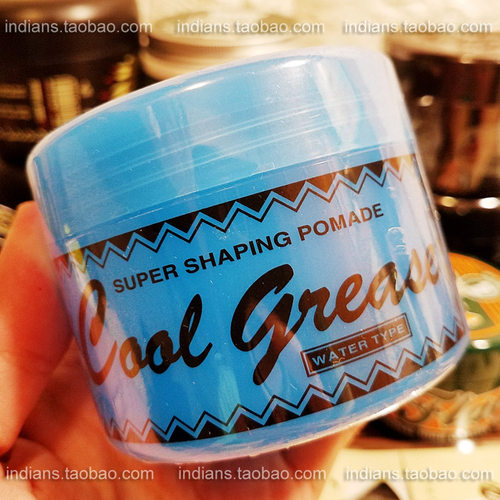 indians.taobao.com indians.taobao.com indians.taobao.com
SUPER SHAPING POMADE
Cool Grease
WATER TYPE
indians.taobao.com indians.taobao.com indians.taobao.com